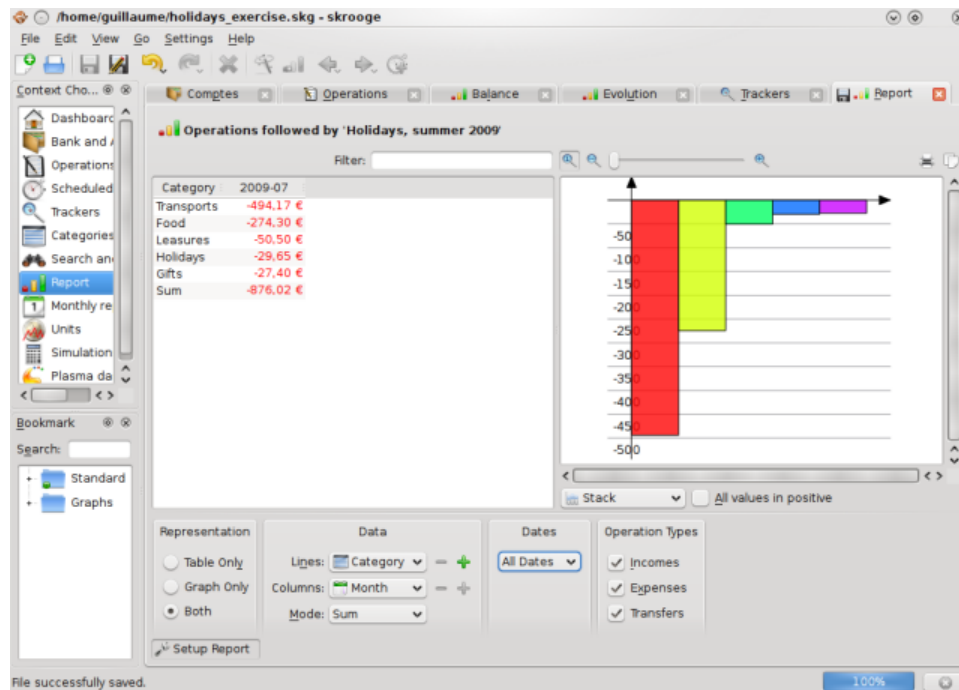 /home/guillaume/holidays_exercise.skg - skrooge
File Edit View Go Settings Help
Context Cho...
Comptes Operations Balance Evolution Trackers Report
Dashboard
Bank and A
Operations
Scheduled
Trackers
Categories
Search and
Report
Monthly re
Units
Simulation
Plasma da
Operations followed by 'Holidays, summer 2009'
Filter:
Category 2009-07
Transports -494,17 €
Food -274,30 €
Leasures -50,50 €
Holidays -29,65 €
Gifts -27,40 €
Sum -876,02 €
-50
-100
-150
-200
-250
-300
-350
-400
-450
-500
Stack All values in positive
Bookmark
Search:
Standard
Graphs
Representation
Table Only
Graph Only
Both
Data
Lines: Category
Columns: Month
Mode: Sum
Dates
All Dates
Operation Types
Incomes
Expenses
Transfers
Setup Report
File successfully saved.
100%